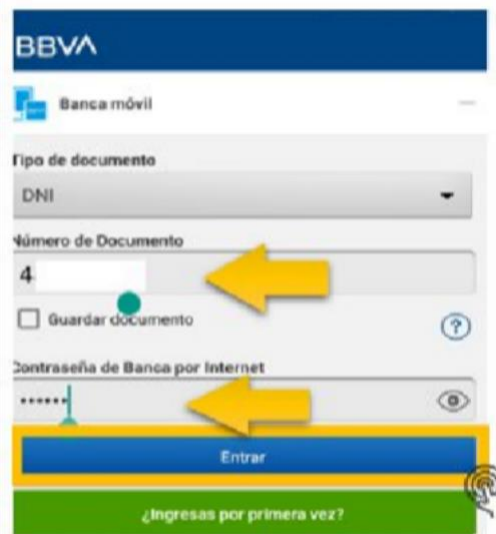 BBVA
Banca móvil
Tipo de documento
DNI
Número de Documento
4
Guardar documento
?
Contraseña de Banca por Internet
••••••
Entrar
¿Ingresas por primera vez?